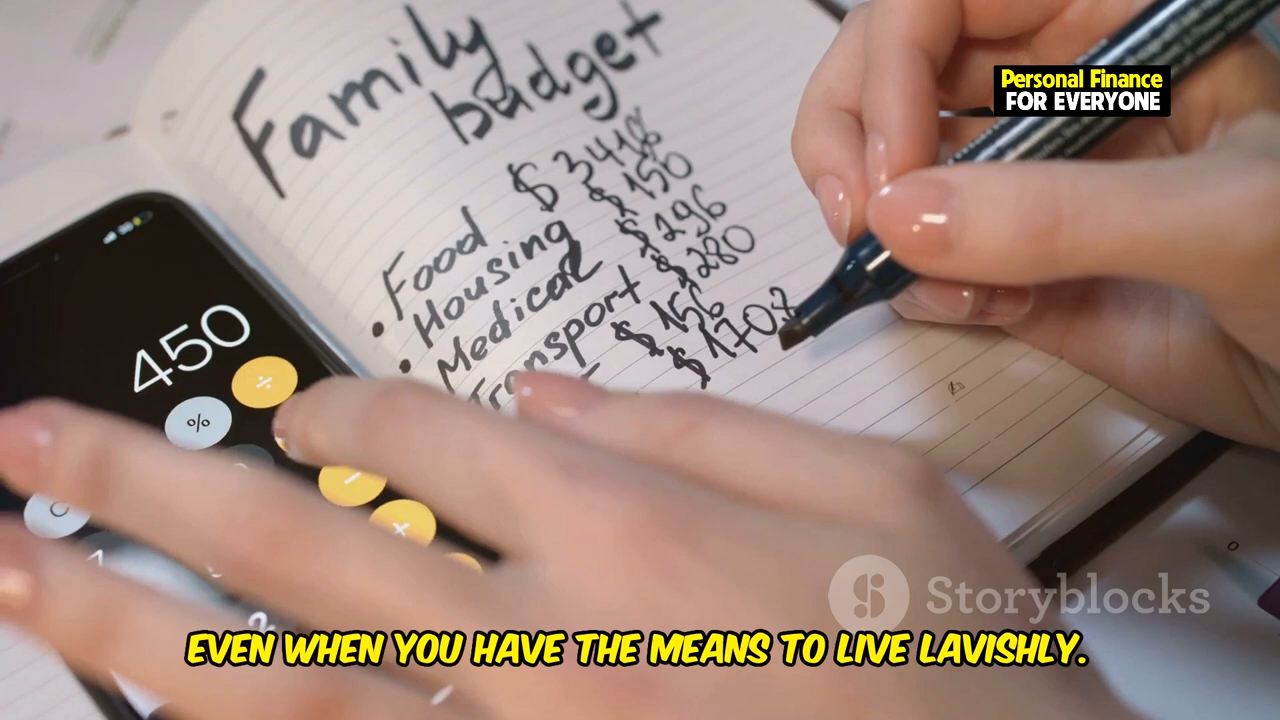 Family
budget
Personal Finance
FOR EVERYONE
Food $ 3418
Housing $ 150
Medical $ 296
Transport $ 280
$ 156
$ 1708
450
÷
%
−
+
C
Storyblocks
EVEN WHEN YOU HAVE THE MEANS TO LIVE LAVISHLY.